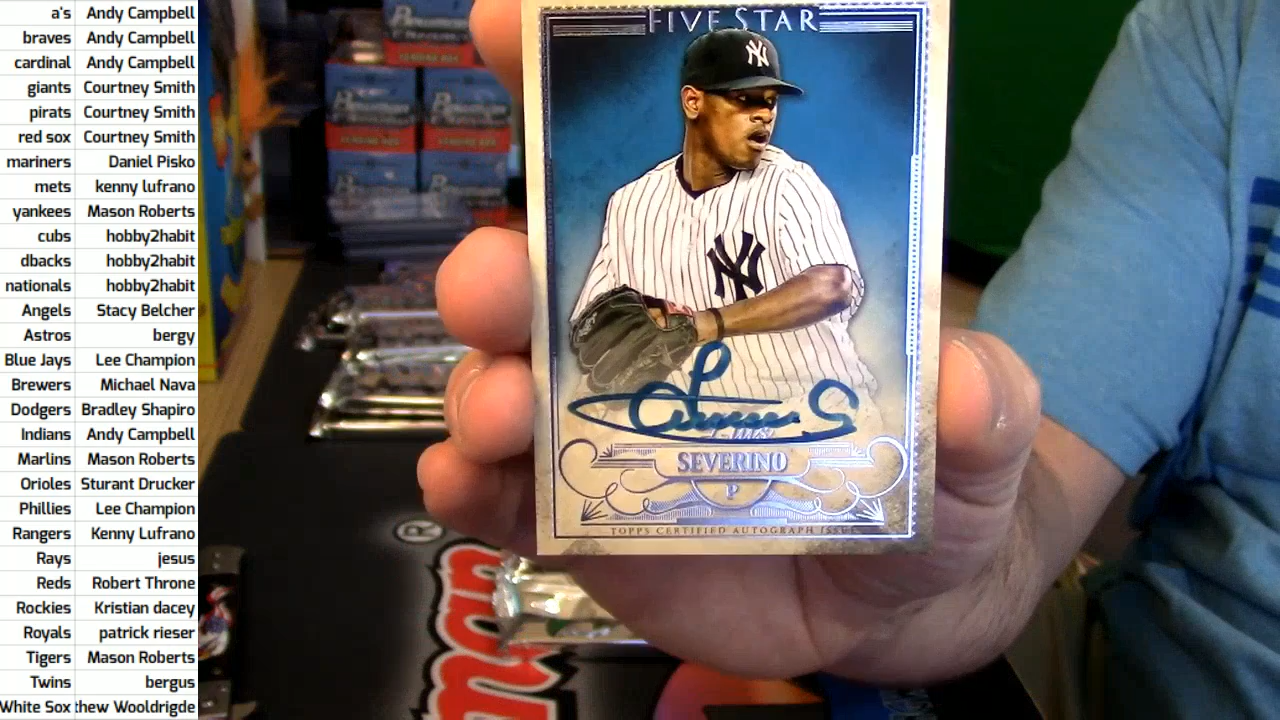 a's Andy Campbell
braves Andy Campbell
cardinal Andy Campbell
giants Courtney Smith
pirats Courtney Smith
red sox Courtney Smith
mariners Daniel Pisko
mets kenny lufrano
yankees Mason Roberts
cubs hobby2habit
dbacks hobby2habit
nationals hobby2habit
Angels Stacy Belcher
Astros bergy
Blue Jays Lee Champion
Brewers Michael Nava
Dodgers Bradley Shapiro
Indians Andy Campbell
Marlins Mason Roberts
Orioles Sturant Drucker
Phillies Lee Champion
Rangers Kenny Lufrano
Rays jesus
Reds Robert Throne
Rockies Kristian dacey
Royals patrick rieser
Tigers Mason Roberts
Twins bergus
White Sox thew Wooldrigde
FIVE STAR
NY
NY
LUIS
SEVERINO
P
TOPPS CERTIFIED AUTOGRAPH ISSUE
®